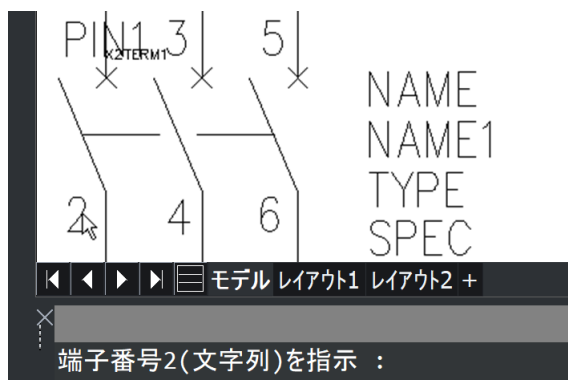 PIN1 3 5
X2TERM1
NAME
NAME1
TYPE
SPEC
2 4 6
モデル レイアウト1 レイアウト2 +
端子番号2(文字列)を指示 :